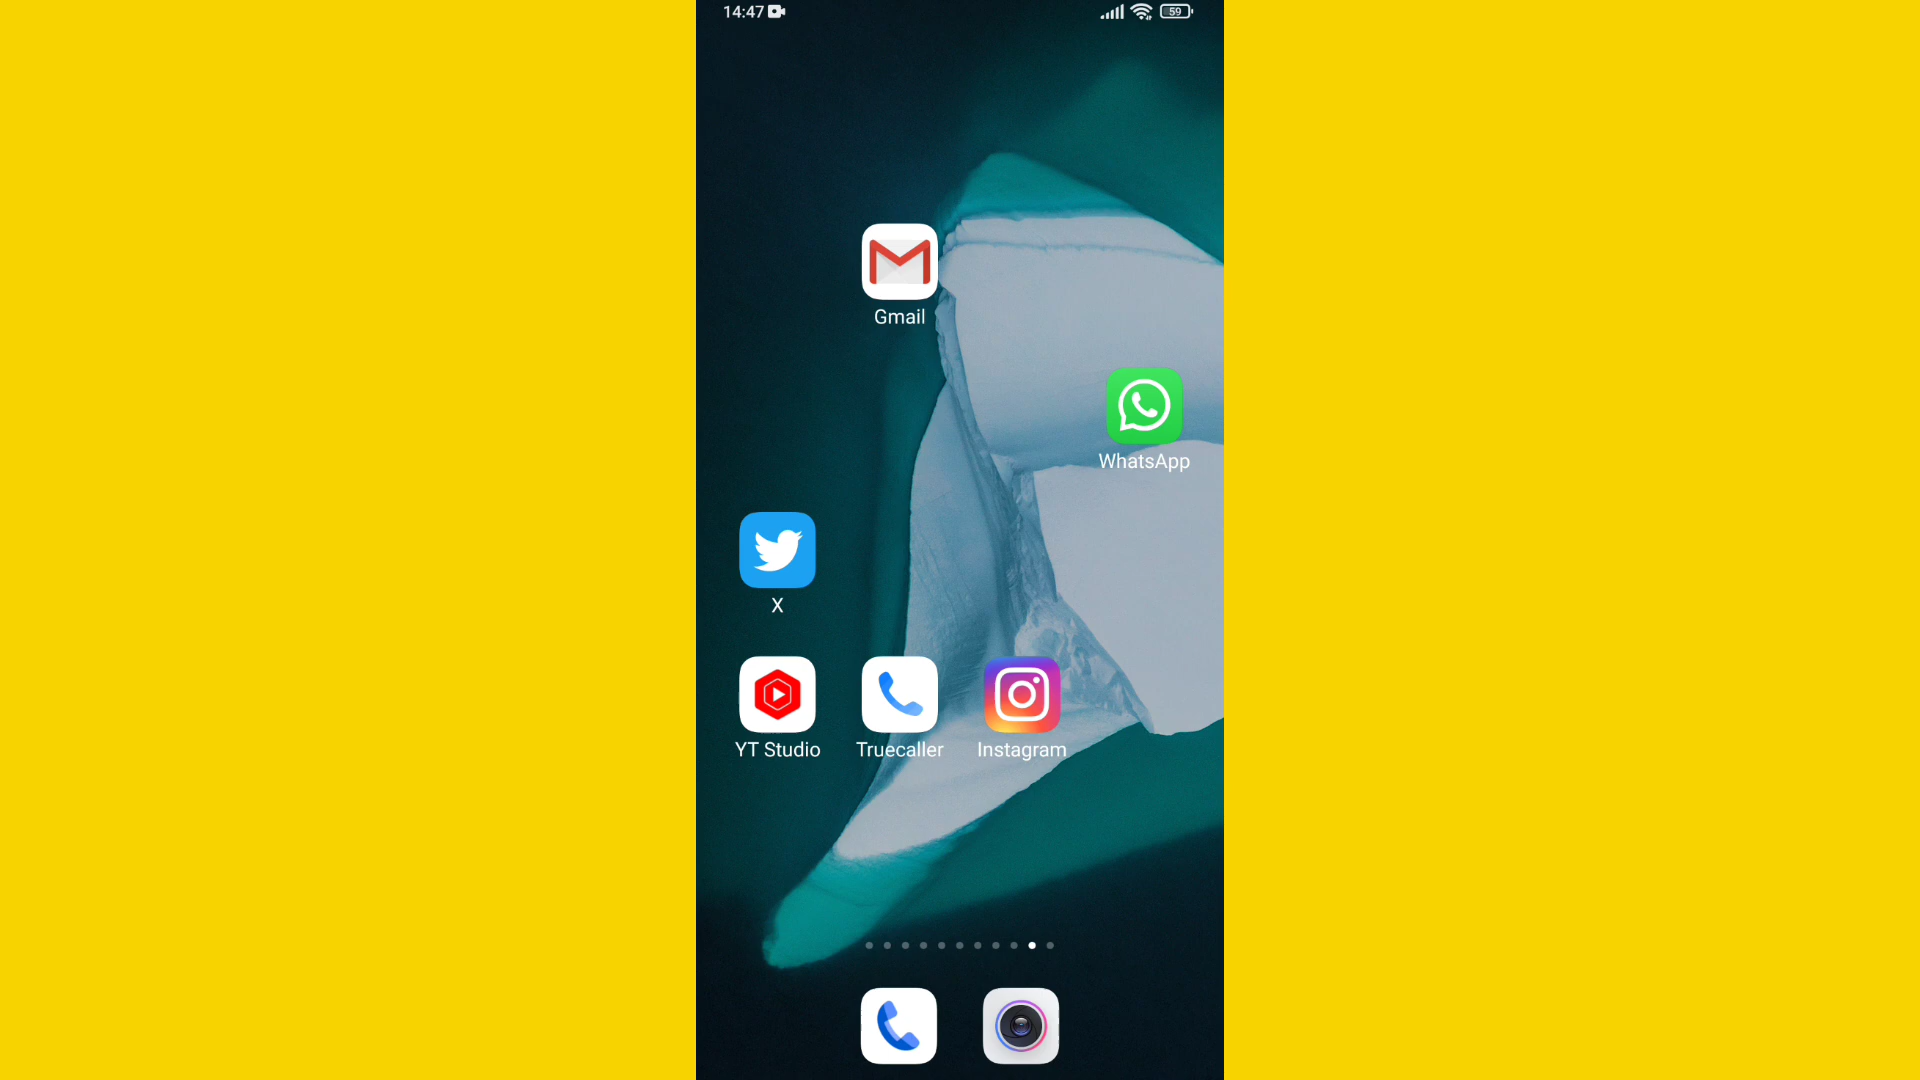 14:47
59
Gmail
WhatsApp
X
YT Studio Truecaller Instagram